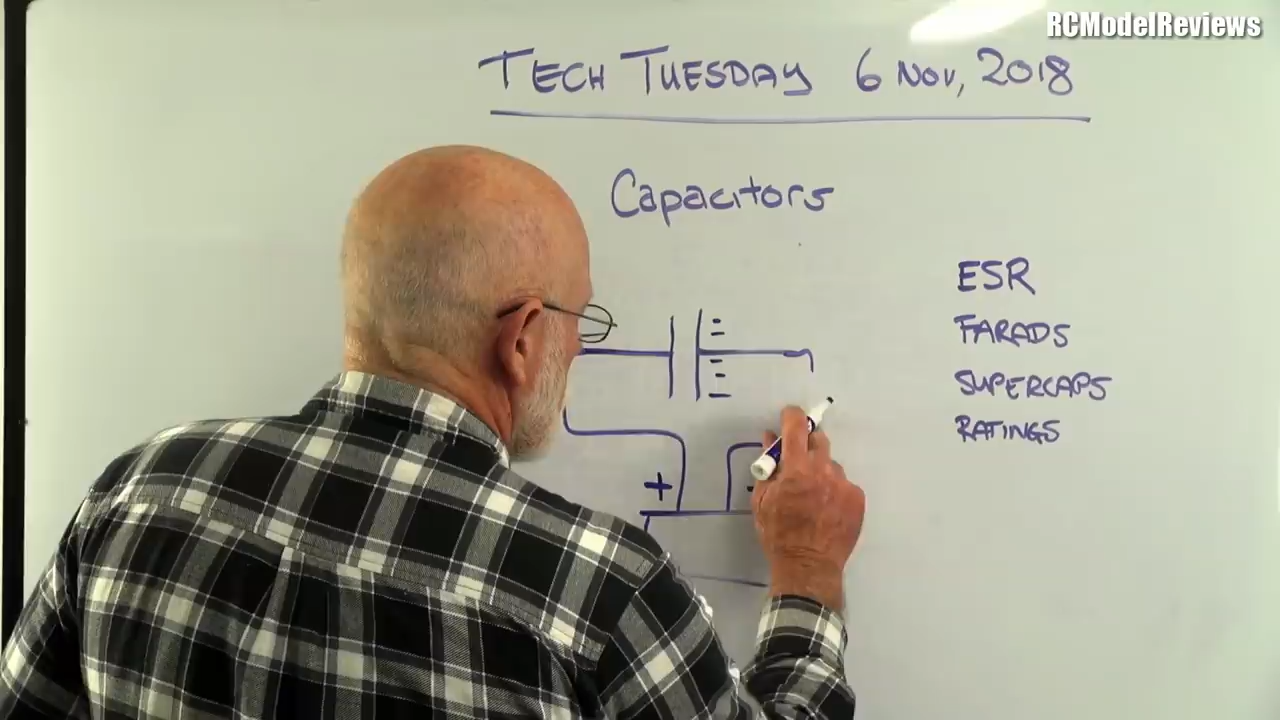 RCModelReviews
TECH TUESDAY 6 NOV, 2018
Capacitors
ESR
FARADS
SUPERCAPS
RATINGS
+
-